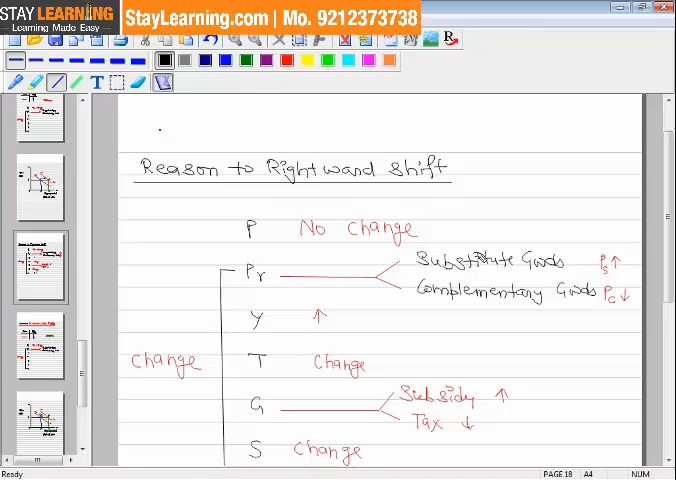 STAY LEARNING
Learning Made Easy
StayLearning.com | Mo. 9212373738
Reason to Rightward Shift
P No change
Pr Substitute Goods Ps↑
Complementary Goods Pc↓
Y ↑
change T Change
G Subsidy ↑
Tax ↓
S change
Ready PAGE 18 A4 NUM